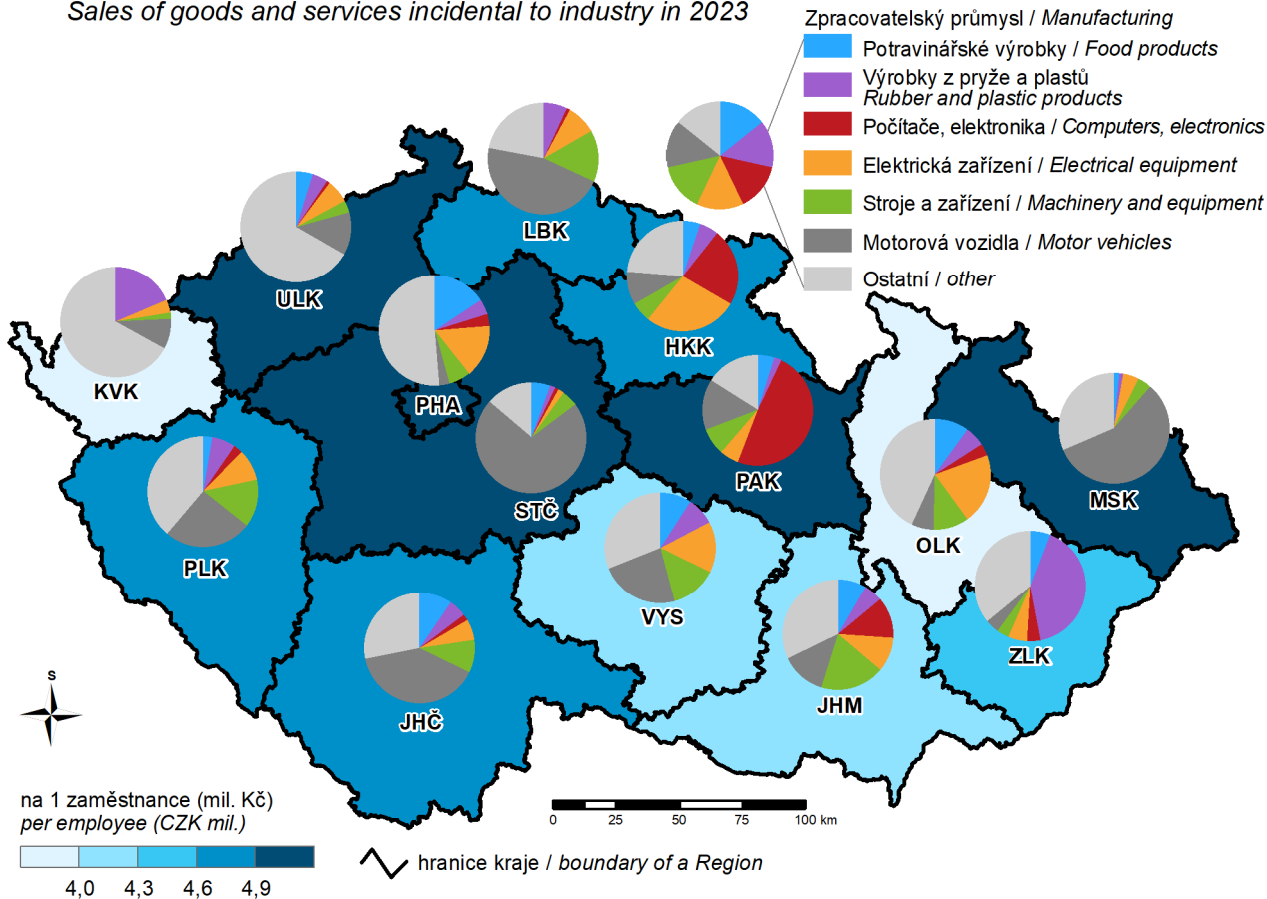 Sales of goods and services incidental to industry in 2023
Zpracovatelský průmysl / Manufacturing
Potravinářské výrobky / Food products
Výrobky z pryže a plastů
Rubber and plastic products
Počítače, elektronika / Computers, electronics
Elektrická zařízení / Electrical equipment
Stroje a zařízení / Machinery and equipment
Motorová vozidla / Motor vehicles
Ostatní / other
LBK
ULK
HKK
KVK
PHA
PAK
STČ
MSK
OLK
PLK
VYS
ZLK
JHČ
JHM
S
na 1 zaměstnance (mil. Kč)
per employee (CZK mil.)
4,0 4,3 4,6 4,9
0 25 50 75 100 km
hranice kraje / boundary of a Region